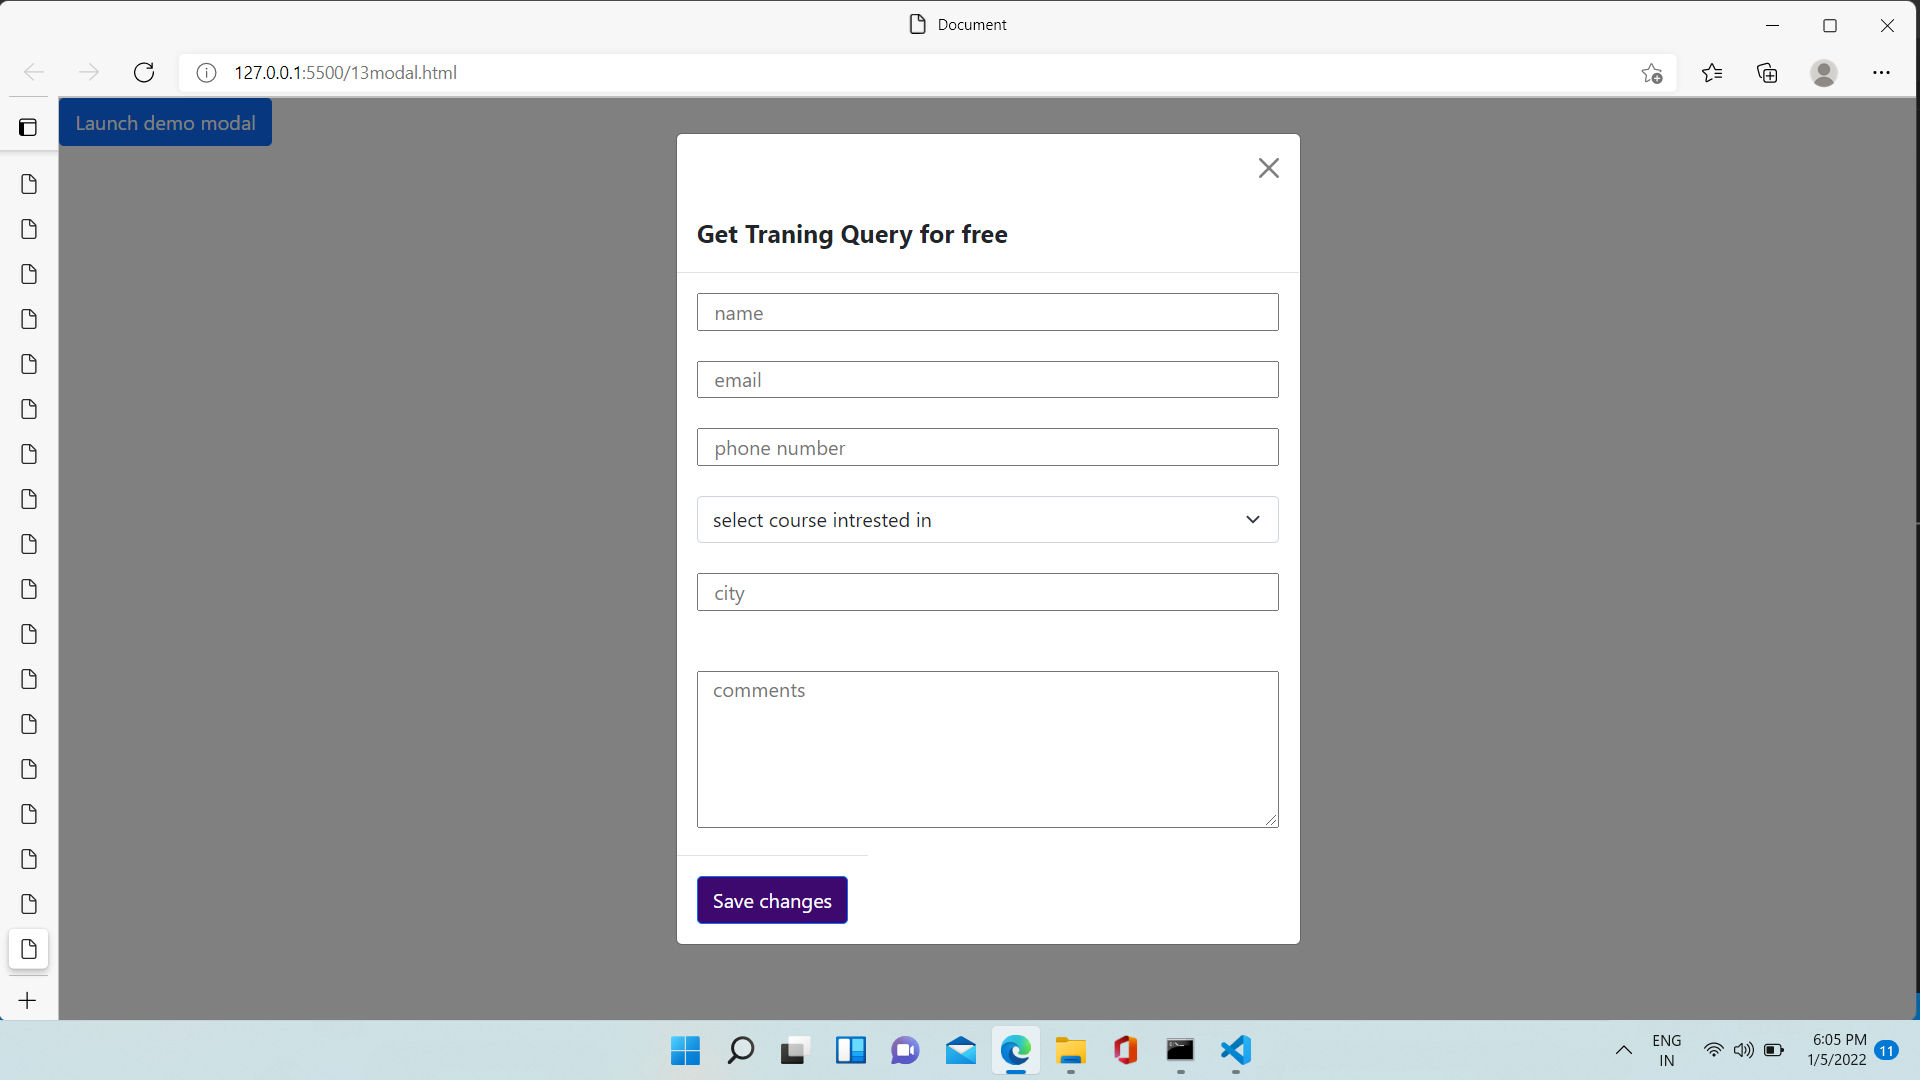 Document
127.0.0.1:5500/13modal.html
Launch demo modal
Get Traning Query for free
name
email
phone number
select course intrested in
city
comments
Save changes
ENG
IN
6:05 PM
1/5/2022
11